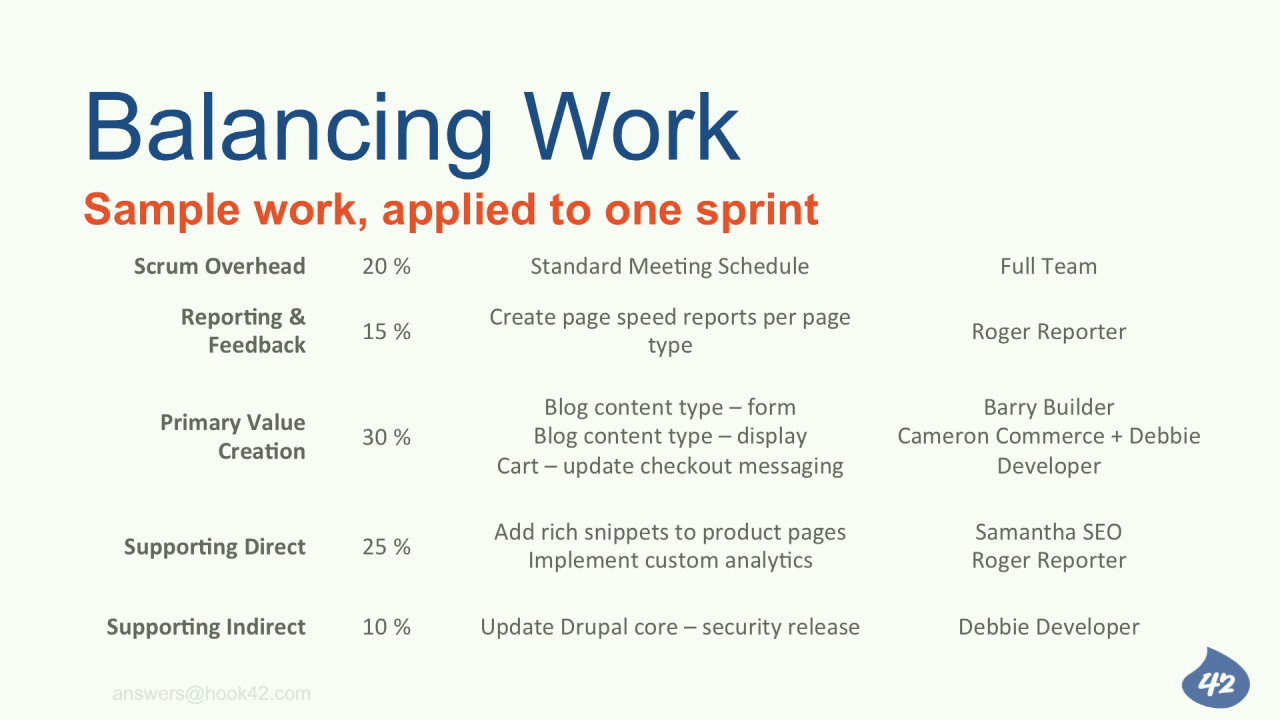 Balancing Work
Sample work, applied to one sprint
Scrum Overhead 20 % Standard Meeting Schedule Full Team
Reporting &
Feedback
15 %
Create page speed reports per page
type
Roger Reporter
Primary Value
Creation
30 %
Blog content type – form
Blog content type – display
Cart – update checkout messaging
Barry Builder
Cameron Commerce + Debbie
Developer
Supporting Direct
25 %
Add rich snippets to product pages
Implement custom analytics
Samantha SEO
Roger Reporter
Supporting Indirect 10 % Update Drupal core – security release Debbie Developer
answers@hook42.com
42